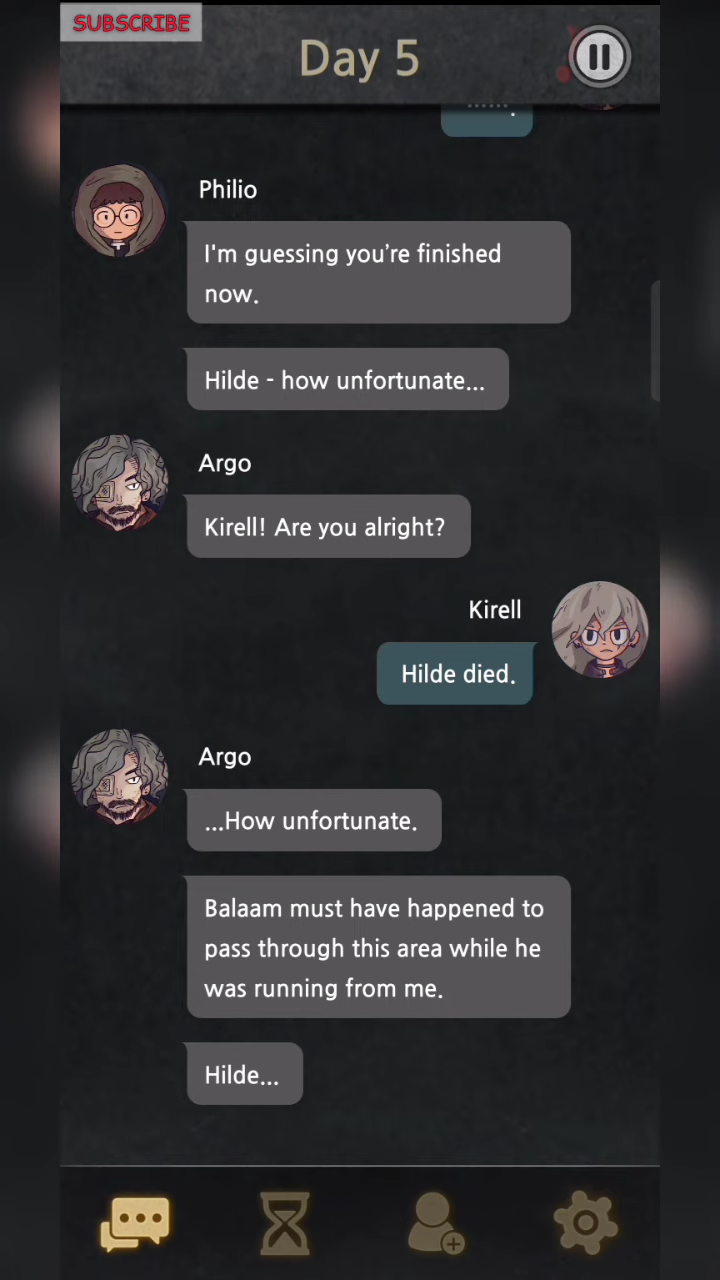 SUBSCRIBE
Day 5
.......
Philio
I'm guessing you're finished
now.
Hilde - how unfortunate...
Argo
Kirell! Are you alright?
Kirell
Hilde died.
Argo
...How unfortunate.
Balaam must have happened to
pass through this area while he
was running from me.
Hilde...